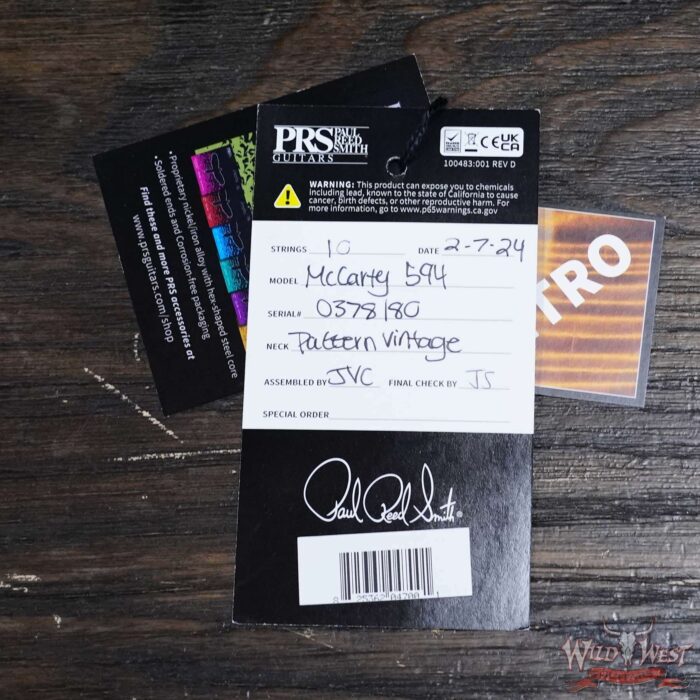 PRS PAUL REED SMITH
GUITARS
CE UK CA
100483:001 REV D
WARNING: This product can expose you to chemicals
including lead, known to the state of California to cause
cancer, birth defects, or other reproductive harm. For
more information, go to www.p65warnings.ca.gov
STRINGS 10 DATE 2-7-24
MODEL McCarty 594
SERIAL# 0378180
NECK Pattern Vintage
ASSEMBLED BY JVC FINAL CHECK BY JS
SPECIAL ORDER
Paul Reed Smith®
8 25362 04700 1
• Proprietary nickel/iron alloy with hex-shaped steel core
• Soldered ends and Corrosion-free packaging
Find these and more PRS accessories at
www.prsguitars.com/shop
TRO
WILD WEST